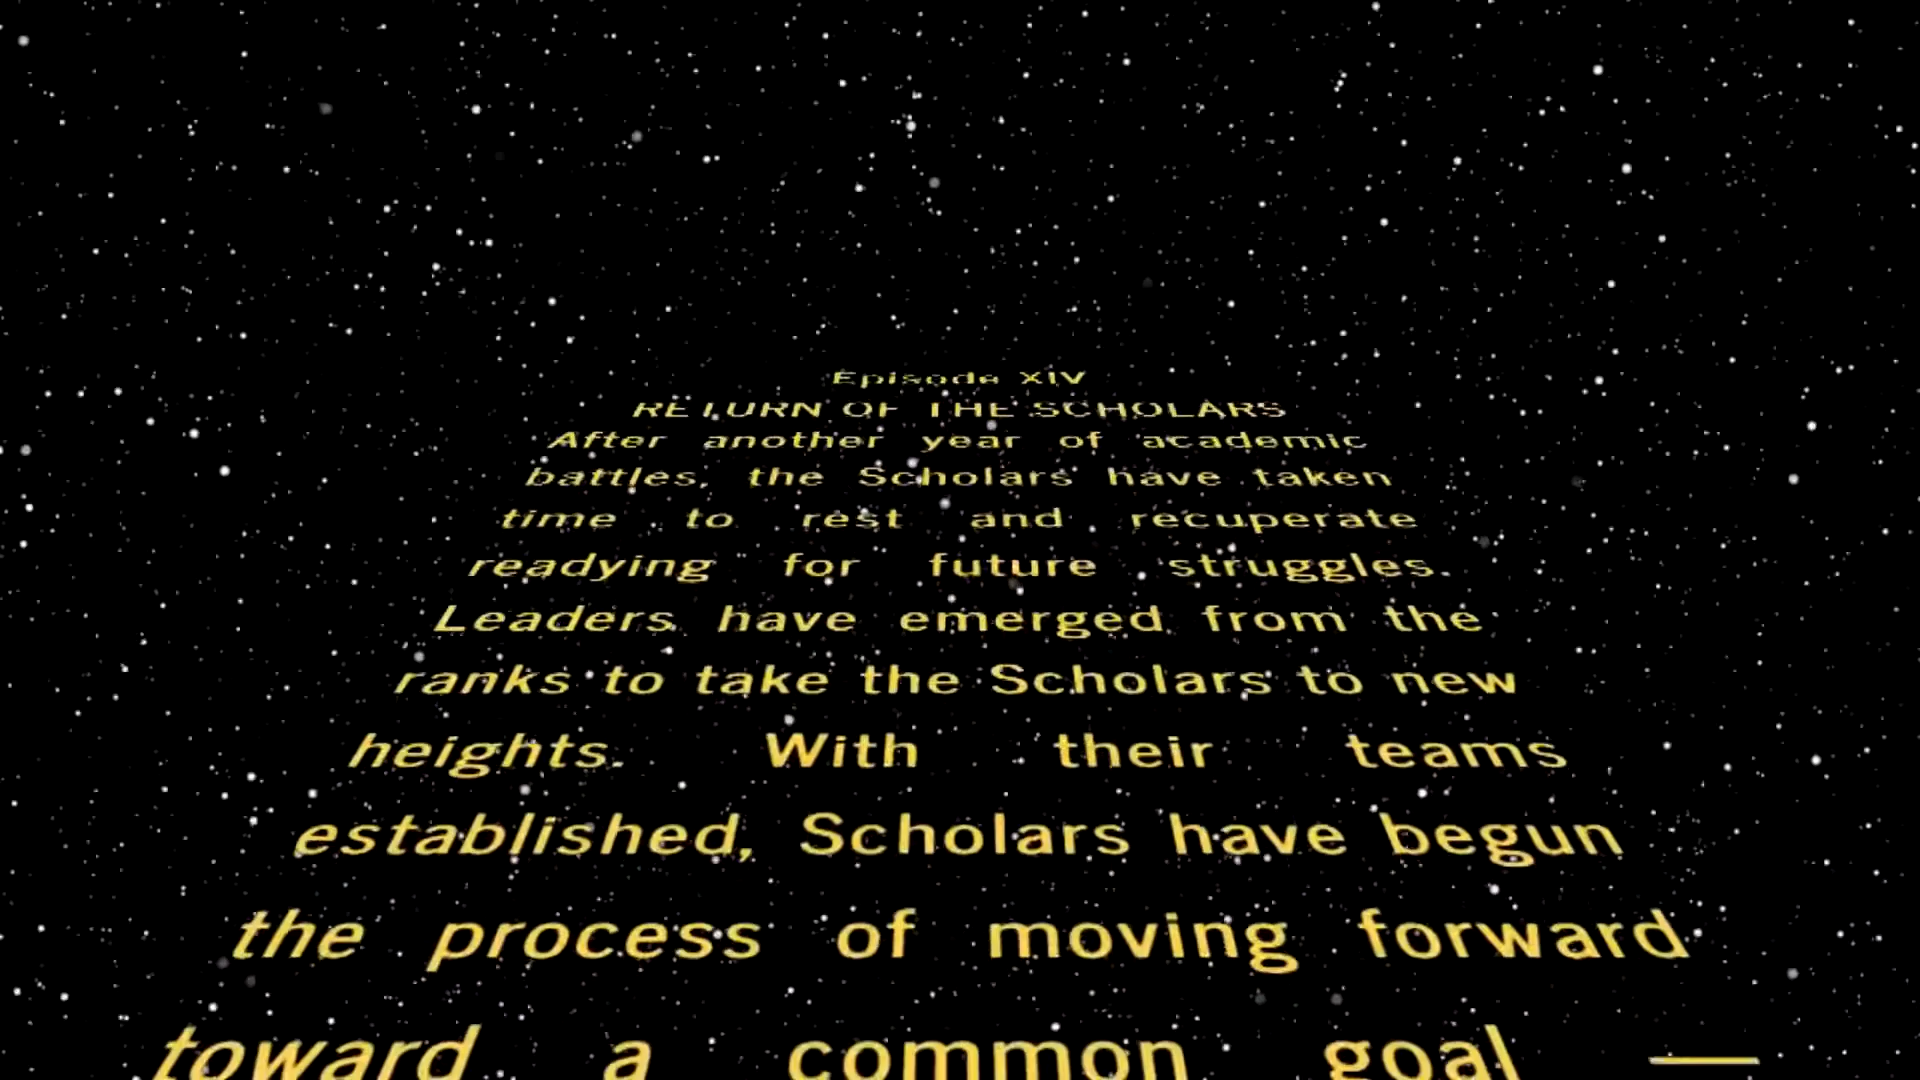 Episode XIV
RETURN OF THE SCHOLARS
After another year of academic
battles, the Scholars have taken
time to rest and recuperate
readying for future struggles.
Leaders have emerged from the
ranks to take the Scholars to new
heights. With their teams
established, Scholars have begun
the process of moving forward
toward a common goal —